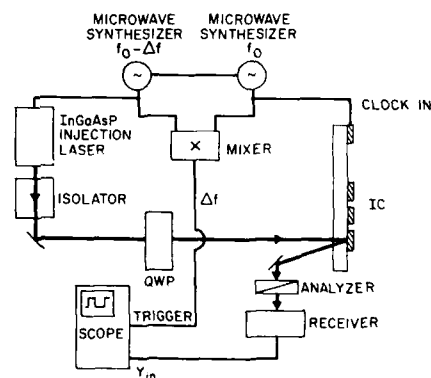 MICROWAVE
SYNTHESIZER
f₀-Δf
MICROWAVE
SYNTHESIZER
f₀
~
~
CLOCK IN
InGaAsP
INJECTION
LASER
X
MIXER
Δf
ISOLATOR
IC
QWP
ANALYZER
RECEIVER
TRIGGER
SCOPE
Yin